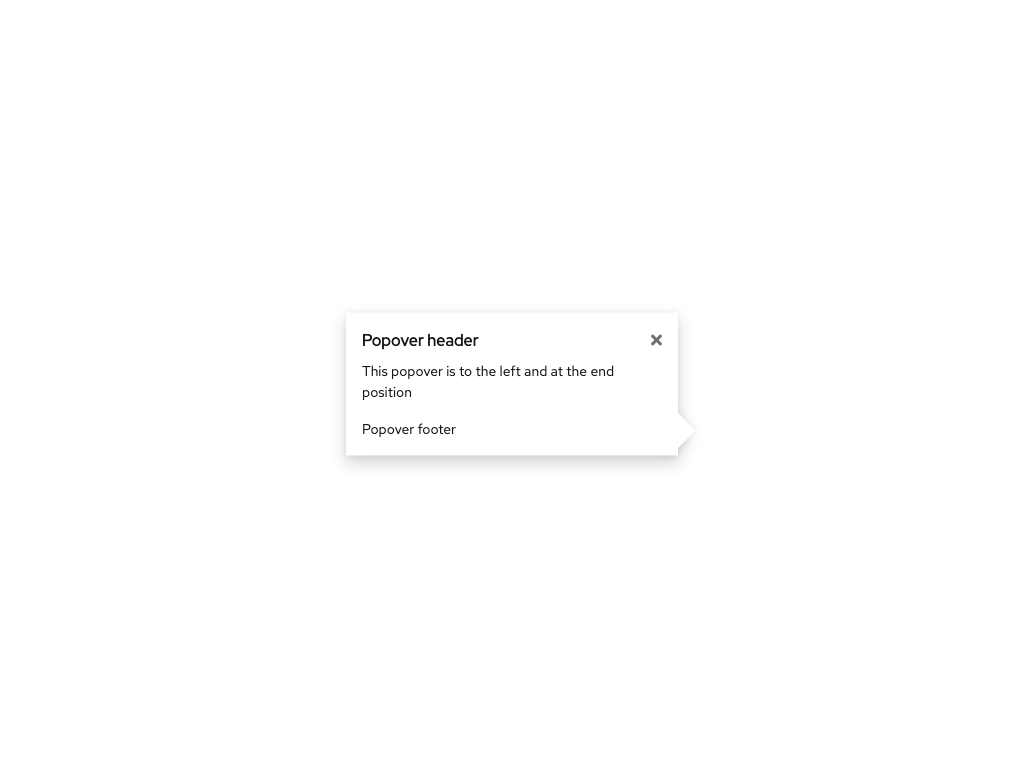 Popover header
This popover is to the left and at the end
position
Popover footer